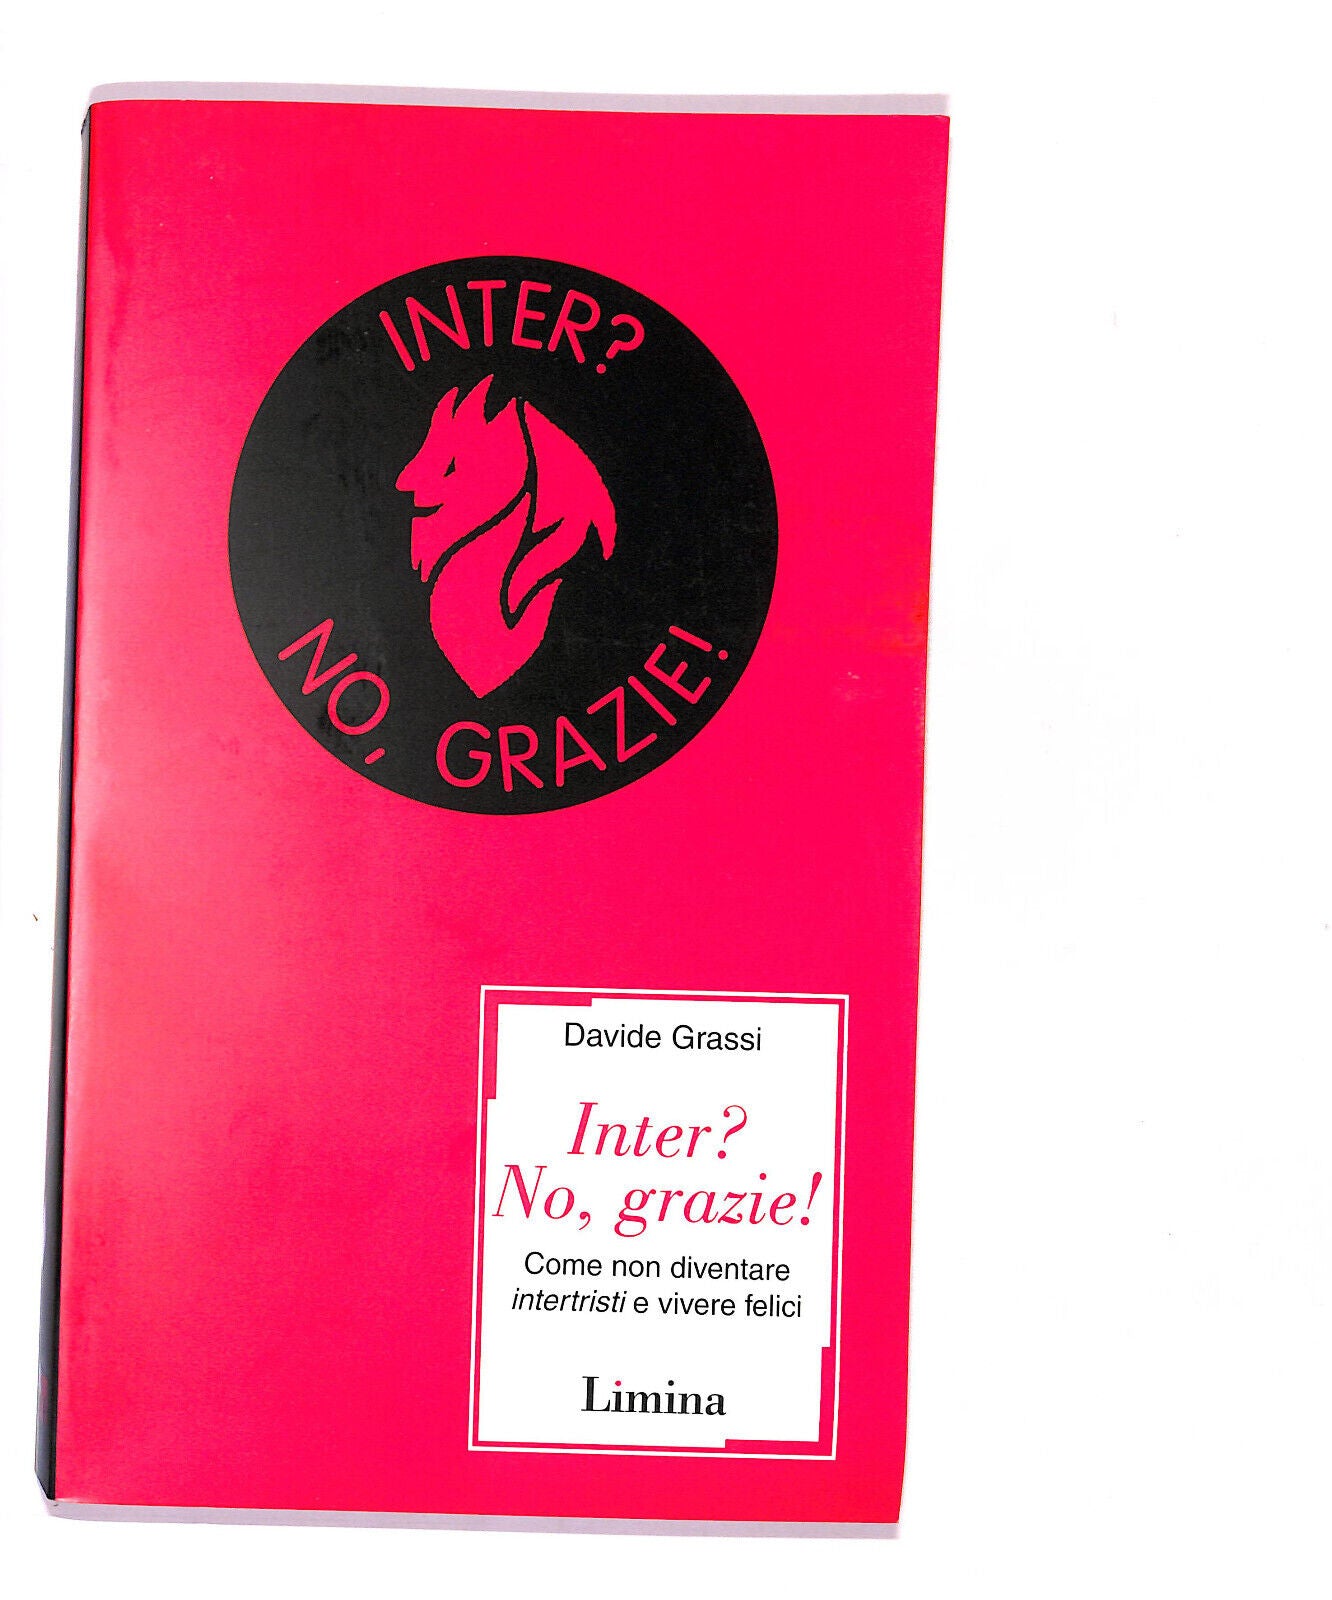 INTER?
NO, GRAZIE!
Davide Grassi
Inter?
No, grazie!
Come non diventare
intertristi e vivere felici
Limina